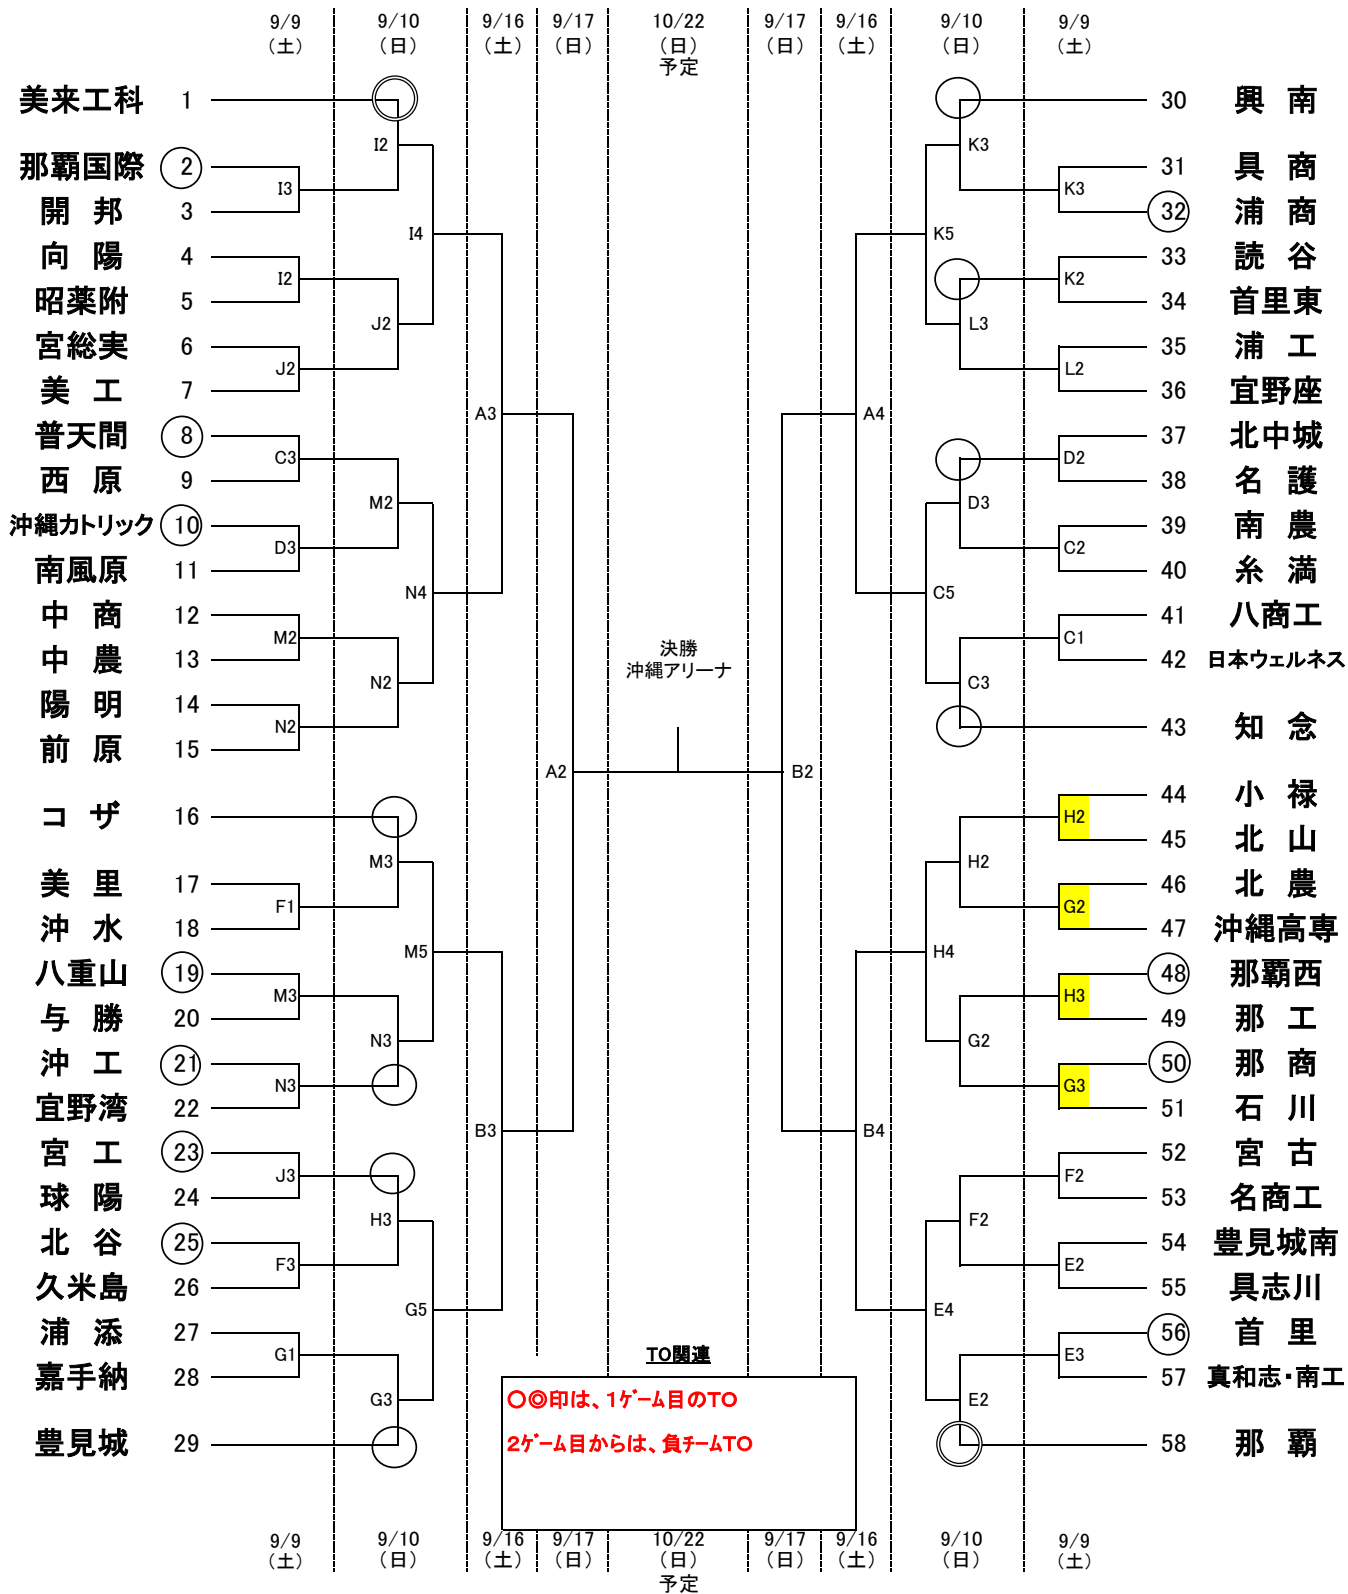 9/9 9/10 9/16 9/17 10/22 9/17 9/16 9/10 9/9
（土） （日） （土） （日） （日） （日） （土） （日） （土）
予定
美来工科 1
I2
那覇国際 2
I3
開 邦 3
I4
向 陽 4
I2
昭薬附 5
J2
宮総実 6
J2
美 工 7
A3
普天間 8
C3
西 原 9
M2
沖縄カトリック 10
D3
南風原 11
N4
中 商 12
M2
中 農 13
N2
陽 明 14
N2
前 原 15
A2
コ ザ 16
M3
美 里 17
F1
沖 水 18
M5
八重山 19
M3
与 勝 20
N3
沖 工 21
N3
宜野湾 22
B3
宮 工 23
J3
球 陽 24
H3
北 谷 25
F3
久米島 26
G5
浦 添 27
G1
嘉手納 28
G3
豊見城 29
決勝
沖縄アリーナ
30 興 南
K3
31 具 商
K3
32 浦 商
K5
33 読 谷
K2
34 首里東
L3
35 浦 工
L2
36 宜野座
A4
37 北中城
D2
38 名 護
D3
39 南 農
C2
40 糸 満
C5
41 八商工
C1
42 日本ウェルネス
C3
43 知 念
B2
44 小 禄
H2
45 北 山
H2
46 北 農
G2
47 沖縄高専
H4
48 那覇西
H3
49 那 工
G2
50 那 商
G3
51 石 川
B4
52 宮 古
F2
53 名商工
F2
54 豊見城南
E2
55 具志川
E4
56 首 里
E3
57 真和志・南工
E2
58 那 覇
TO関連
○◎印は、1ゲーム目のTO
2ゲーム目からは、負チームTO
9/9 9/10 9/16 9/17 10/22 9/17 9/16 9/10 9/9
（土） （日） （土） （日） （日） （日） （土） （日） （土）
予定